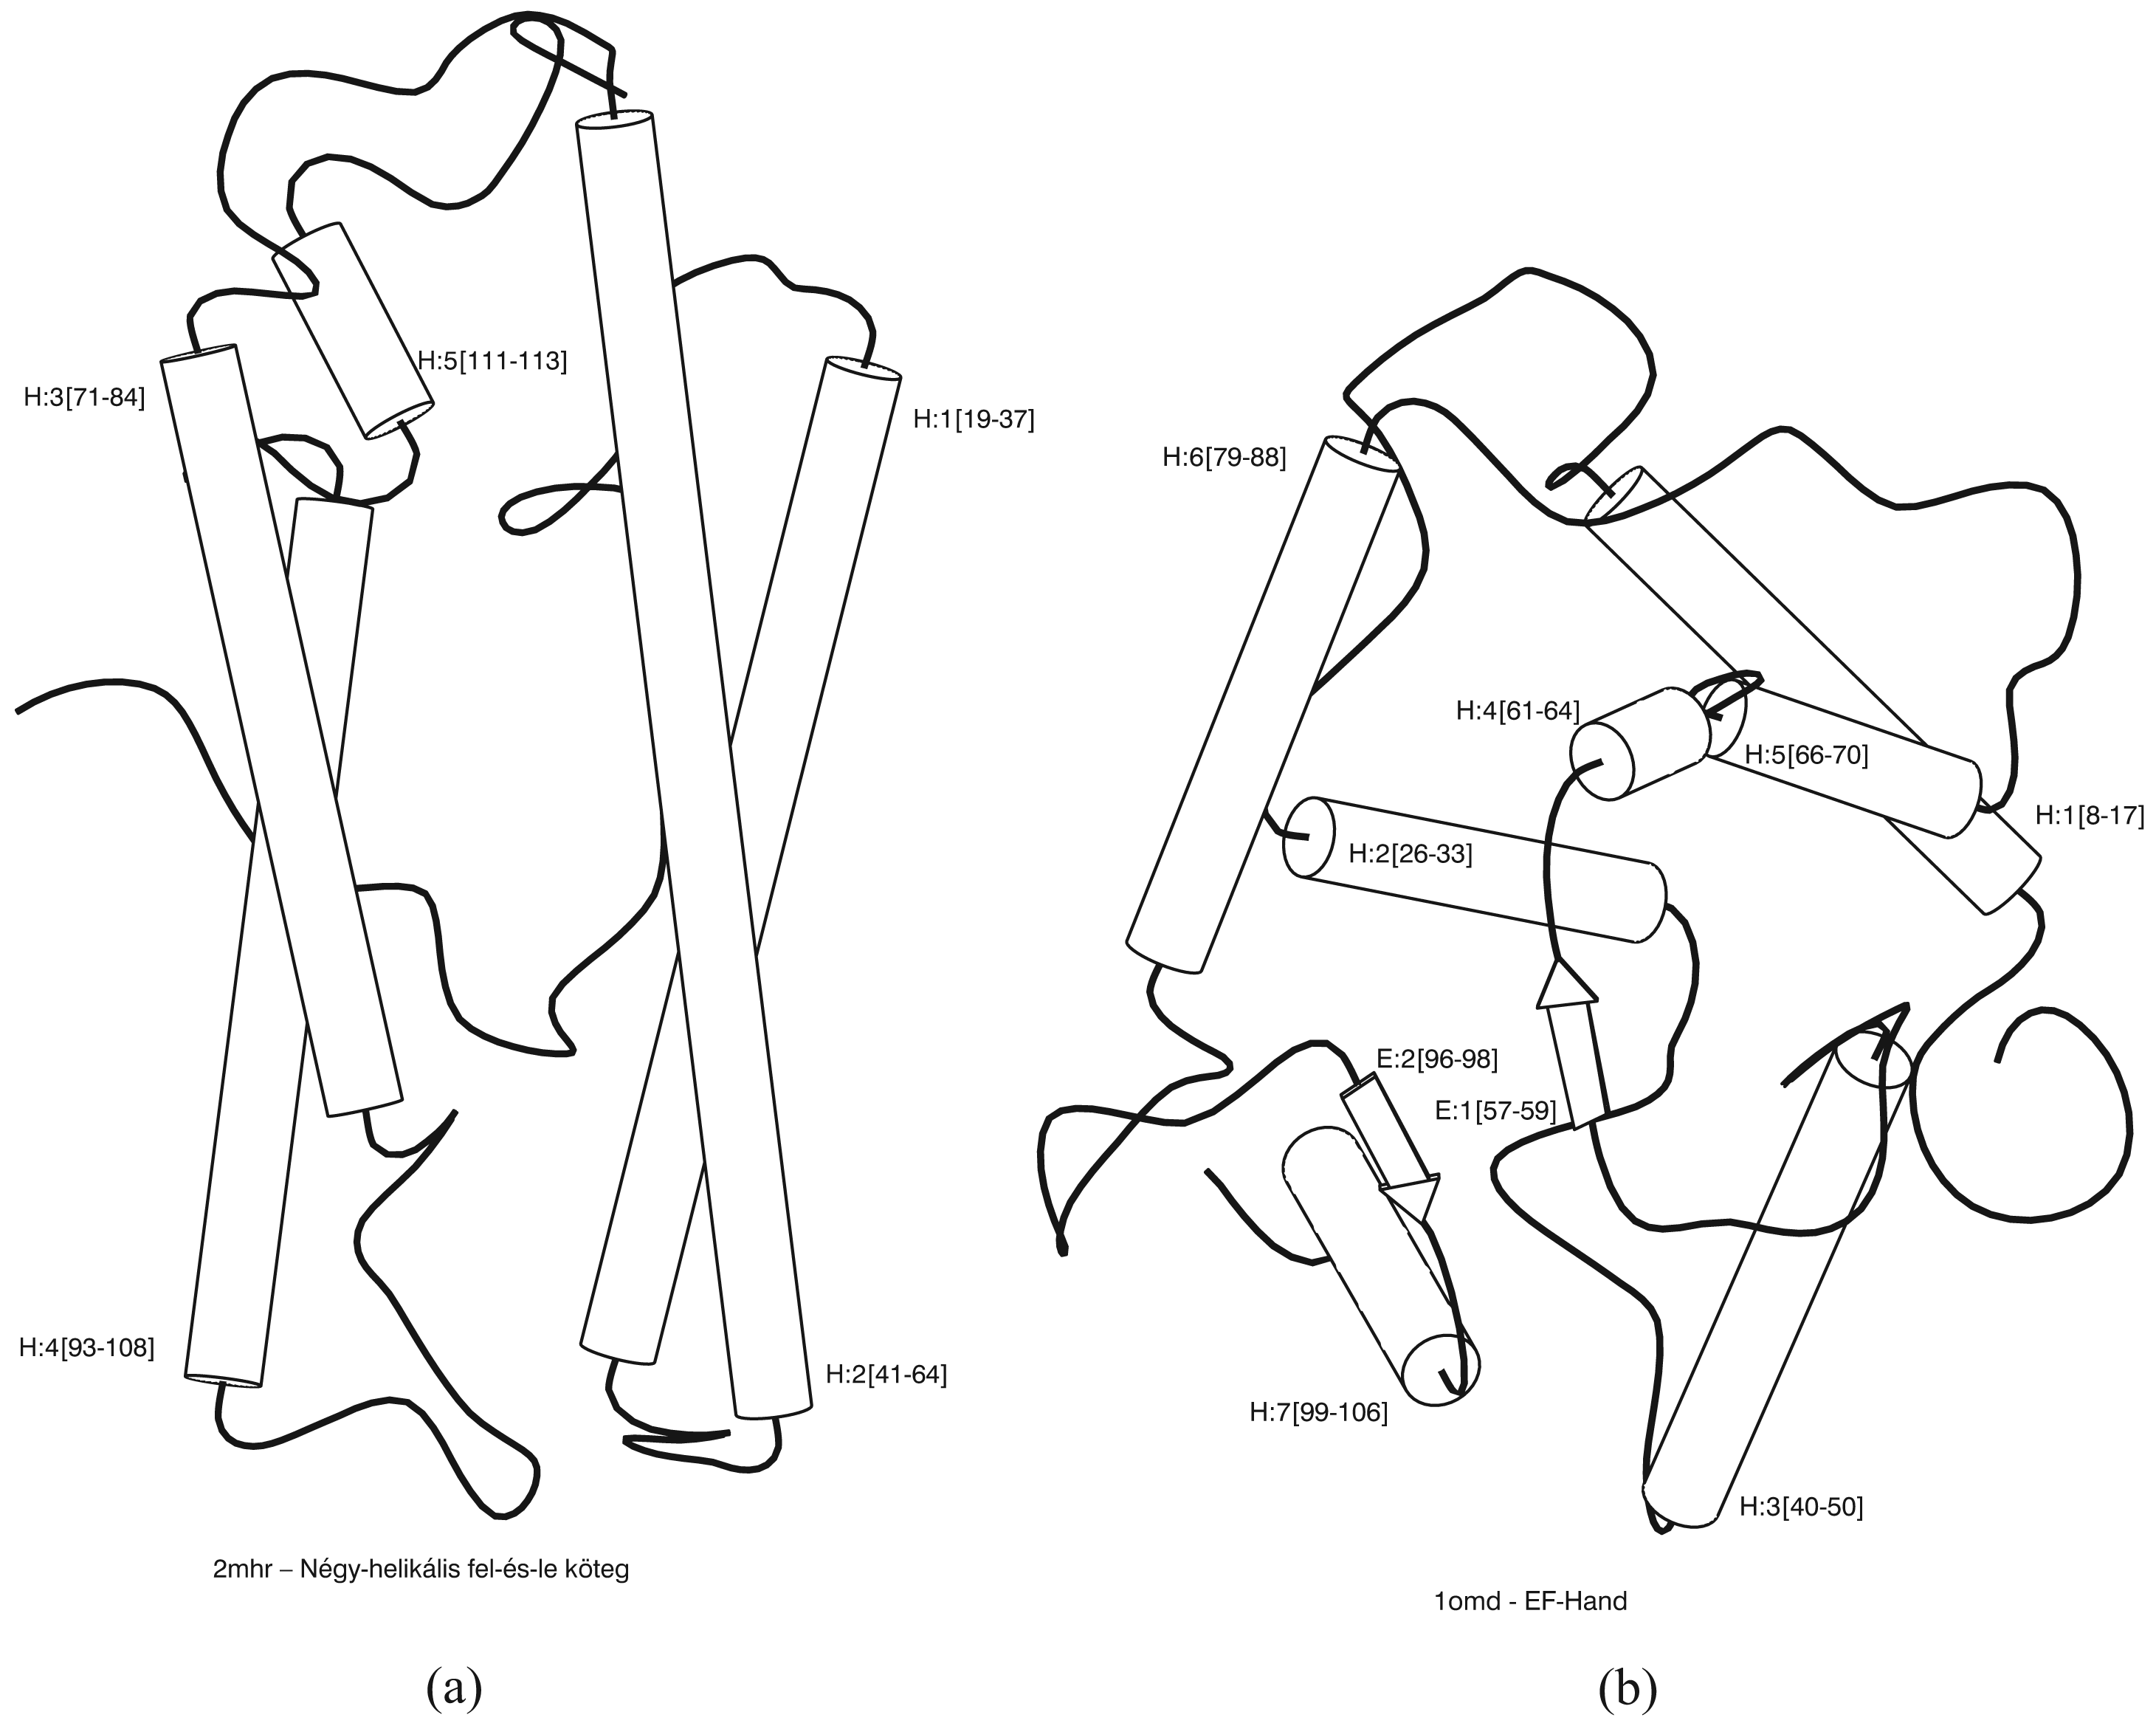 H:5[111-113]
H:3[71-84]
H:1[19-37]
H:4[93-108]
H:2[41-64]
2mhr – Négy-helikális fel-és-le köteg
(a)
H:6[79-88]
H:4[61-64]
H:5[66-70]
H:1[8-17]
H:2[26-33]
E:2[96-98]
E:1[57-59]
H:7[99-106]
H:3[40-50]
1omd - EF-Hand
(b)